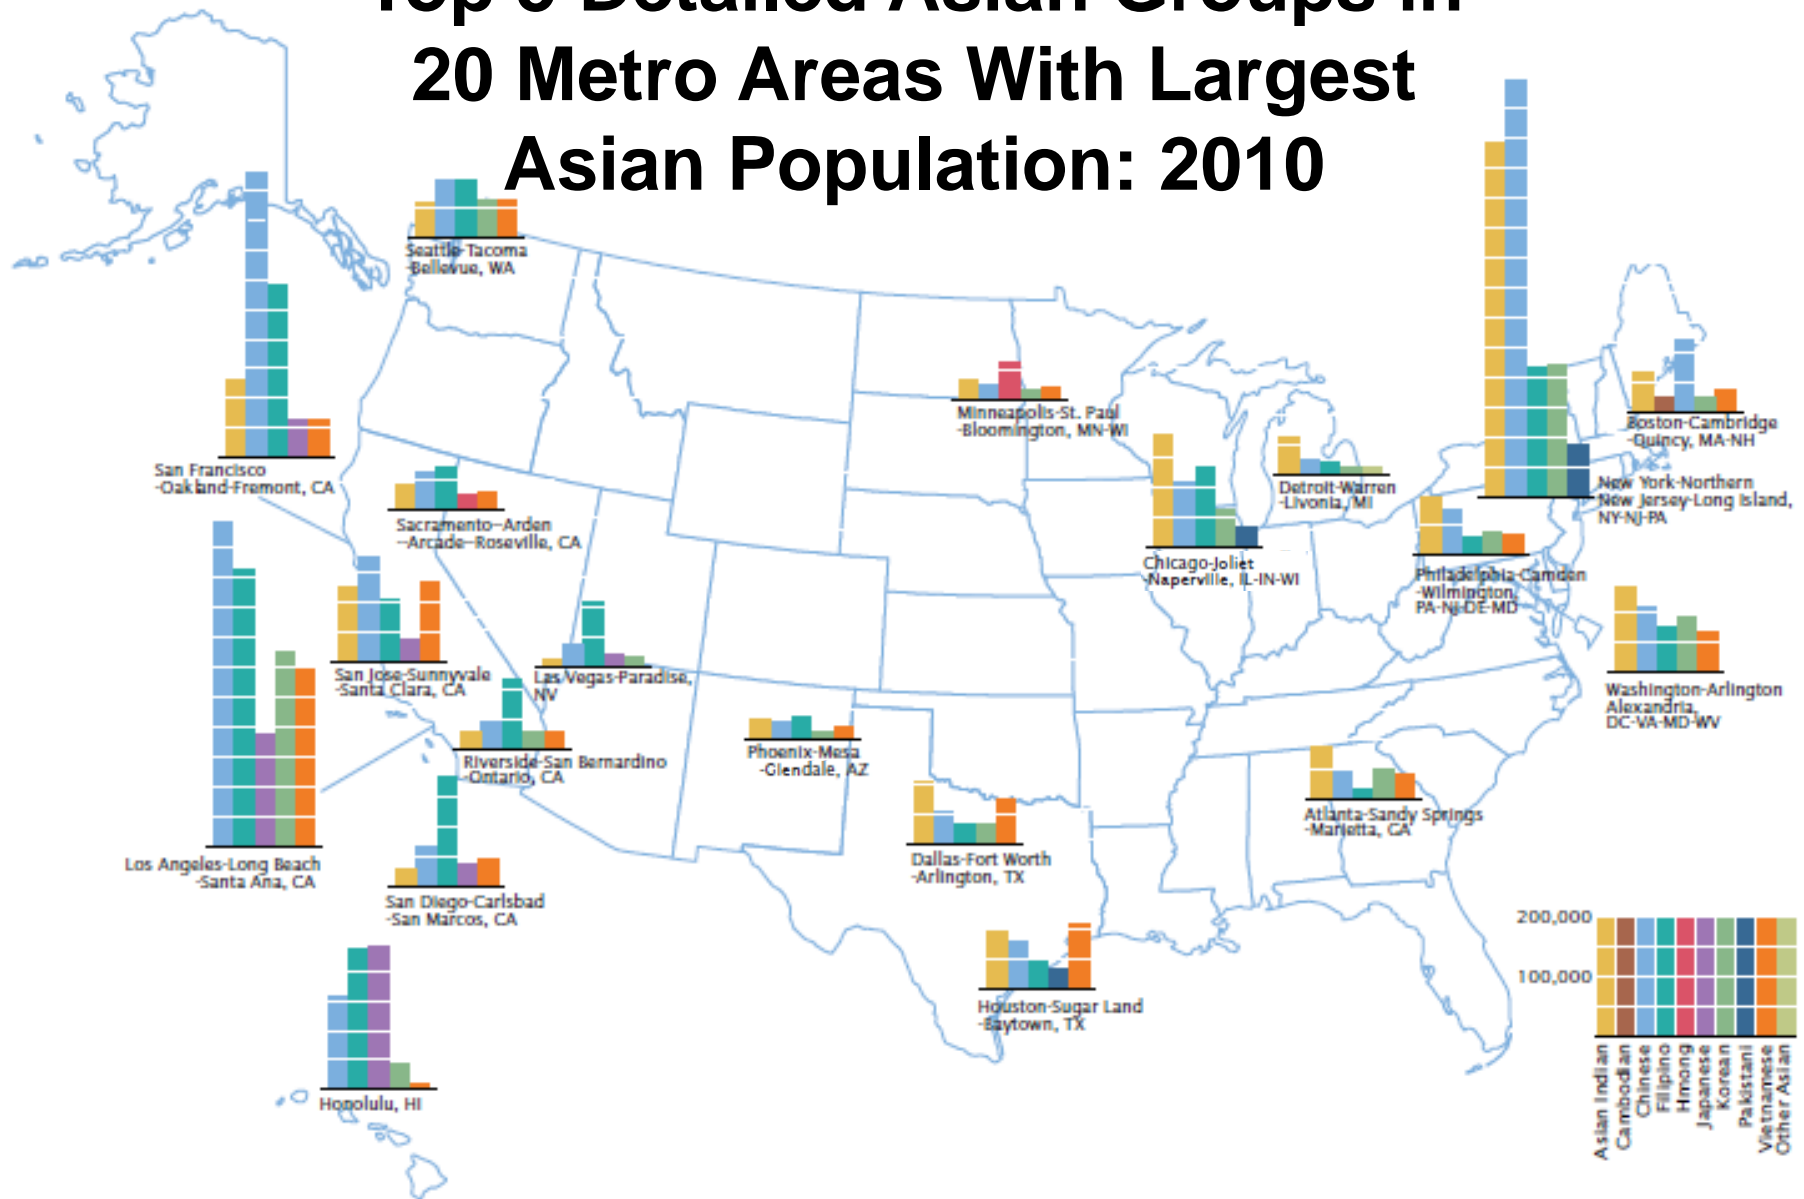 Top 5 Detailed Asian Groups in
20 Metro Areas With Largest
Asian Population: 2010
Seattle-Tacoma
-Bellevue, WA
San Francisco
-Oakland-Fremont, CA
Sacramento--Arden
--Arcade--Roseville, CA
San Jose-Sunnyvale
-Santa Clara, CA
Las Vegas-Paradise,
NV
Riverside-San Bernardino
-Ontario, CA
Los Angeles-Long Beach
-Santa Ana, CA
San Diego-Carlsbad
-San Marcos, CA
Honolulu, HI
Phoenix-Mesa
-Glendale, AZ
Minneapolis-St. Paul
-Bloomington, MN-WI
Dallas-Fort Worth
-Arlington, TX
Houston-Sugar Land
-Baytown, TX
Chicago-Joliet
-Naperville, IL-IN-WI
Detroit-Warren
-Livonia, MI
Boston-Cambridge
-Quincy, MA-NH
New York-Northern
New Jersey-Long Island,
NY-NJ-PA
Philadelphia-Camden
-Wilmington,
PA-NJ-DE-MD
Washington-Arlington
Alexandria,
DC-VA-MD-WV
Atlanta-Sandy Springs
-Marietta, GA
200,000
100,000
Asian Indian
Cambodian
Chinese
Filipino
Hmong
Japanese
Korean
Pakistani
Vietnamese
Other Asian